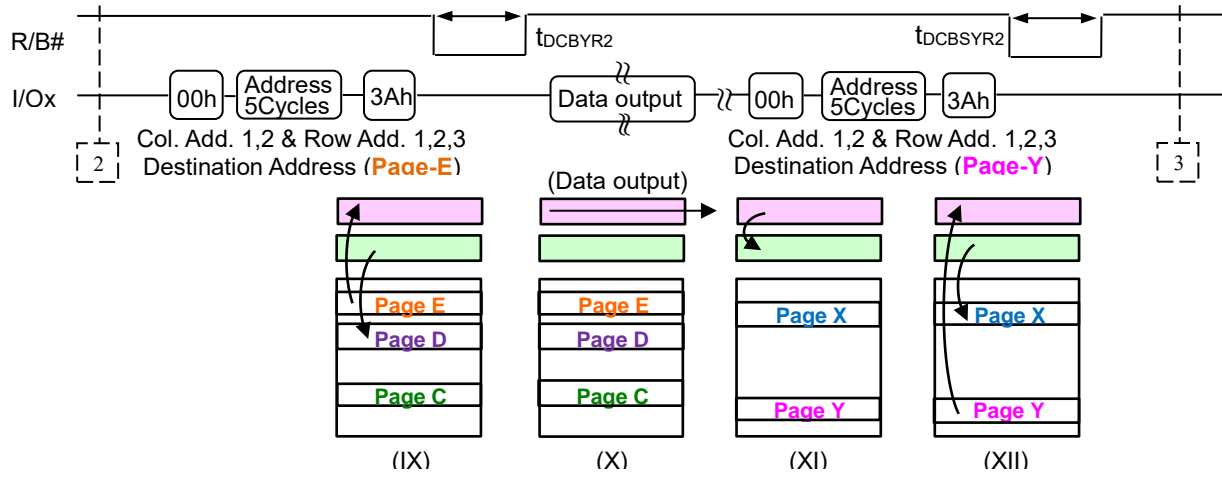 R/B#
tDCBYR2
tDCBSYR2
I/Ox
00h
Address
5Cycles
3Ah
Data output
00h
Address
5Cycles
3Ah
Col. Add. 1,2 & Row Add. 1,2,3
Destination Address (Page-E)
Col. Add. 1,2 & Row Add. 1,2,3
Destination Address (Page-Y)
2
3
(Data output)
Page E
Page D
Page C
Page E
Page D
Page C
Page X
Page Y
Page X
Page Y
(IX)
(X)
(XI)
(XII)